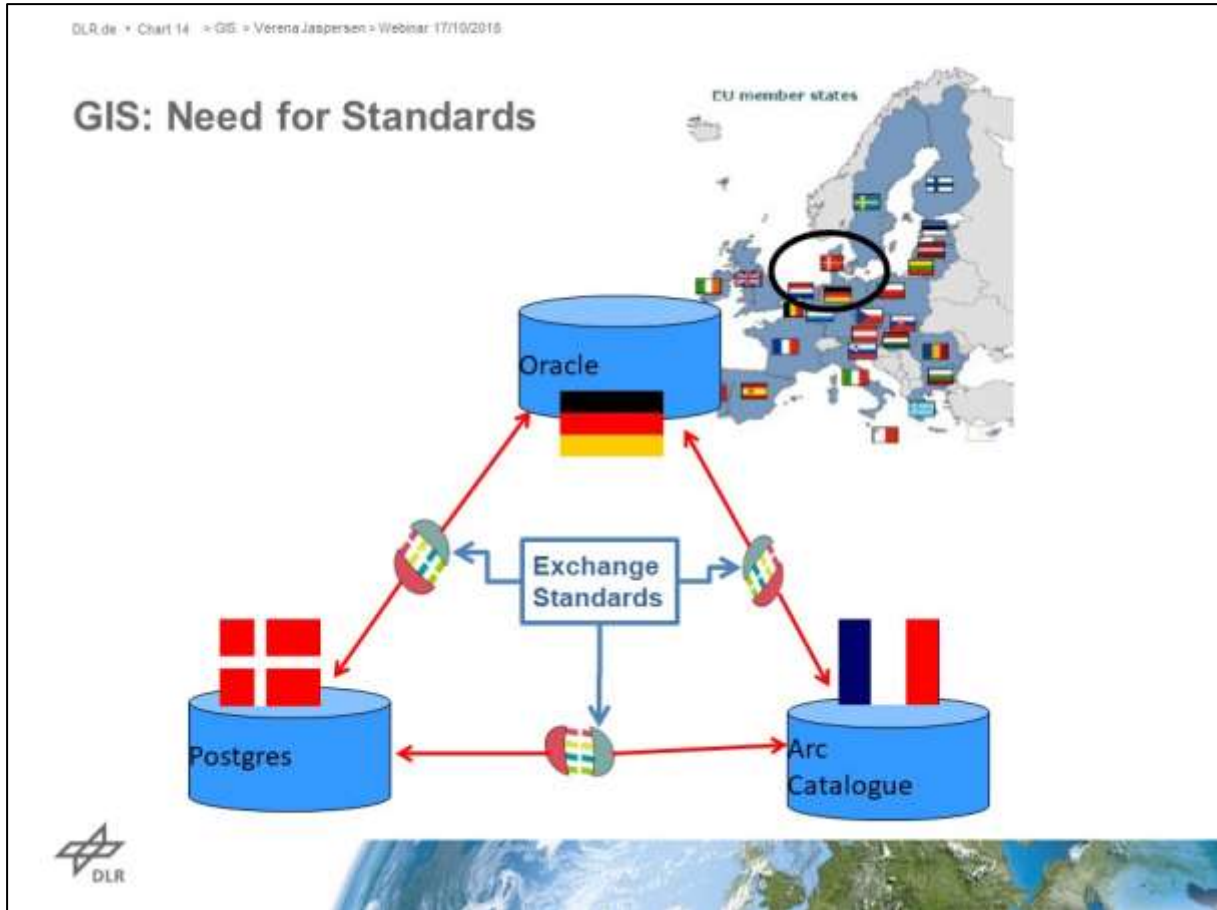 DLR.de • Chart 14 > GIS > Verena Jaspersen > Webinar 17/10/2016
GIS: Need for Standards
EU member states
Oracle
Exchange
Standards
Postgres
Arc
Catalogue
DLR